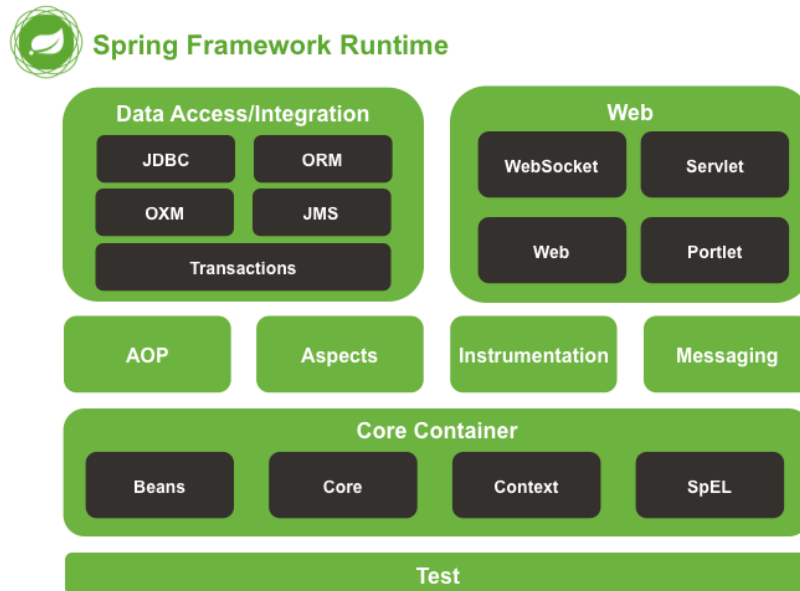 Spring Framework Runtime
Data Access/Integration
JDBC
ORM
OXM
JMS
Transactions
Web
WebSocket
Servlet
Web
Portlet
AOP
Aspects
Instrumentation
Messaging
Core Container
Beans
Core
Context
SpEL
Test